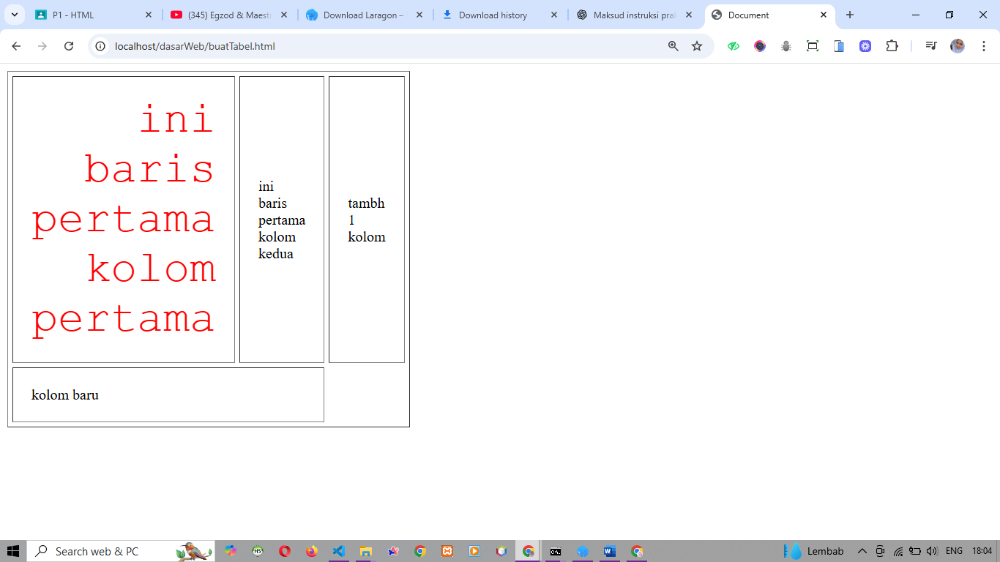 P1 - HTML
(345) Egzod & Maest
Download Laragon –
Download history
Maksud instruksi pra
Document
localhost/dasarWeb/buatTabel.html
ini
baris
pertama
kolom
pertama
ini
baris
pertama
kolom
kedua
tambh
1
kolom
kolom baru
Search web & PC
HS
C:\
W
Lembab
ENG
18:04